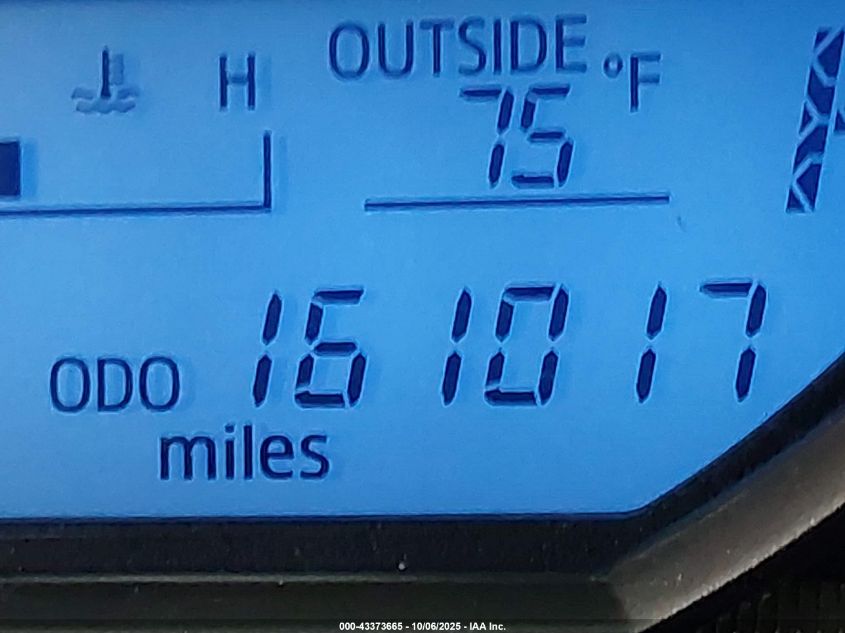 OUTSIDE
H
75 °F
ODO 161017
miles
000-43373665 - 10/06/2025 - IAA Inc.